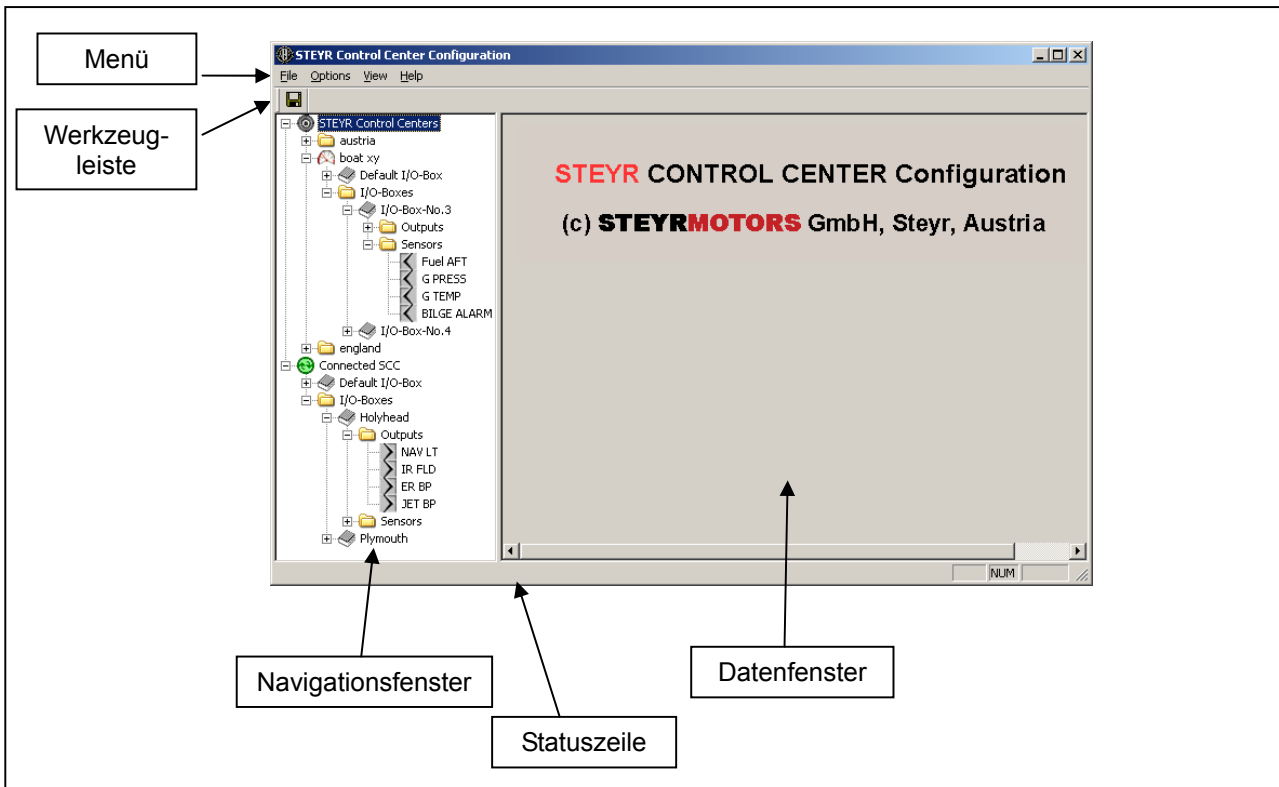 Menü
Werkzeug-
leiste
STEYR Control Center Configuration
File Options View Help
STEYR Control Centers
austria
boat xy
Default I/O-Box
I/O-Boxes
I/O-Box-No.3
Outputs
Sensors
Fuel AFT
G PRESS
G TEMP
BILGE ALARM
I/O-Box-No.4
england
Connected SCC
Default I/O-Box
I/O-Boxes
Holyhead
Outputs
NAV LT
IR FLD
ER BP
JET BP
Sensors
Plymouth
STEYR CONTROL CENTER Configuration
(c) STEYRMOTORS GmbH, Steyr, Austria
NUM
Navigationsfenster
Datenfenster
Statuszeile